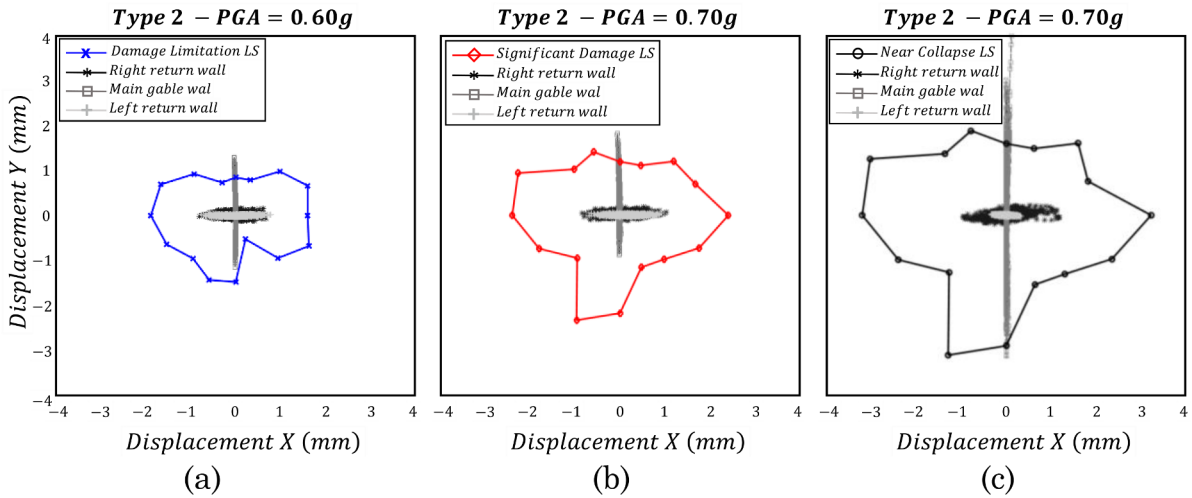 Type 2 − PGA = 0.60g
Type 2 − PGA = 0.70g
Type 2 − PGA = 0.70g
Displacement Y (mm)
4
3
2
1
0
−1
−2
−3
−4
Damage Limitation LS
Right return wall
Main gable wal
Left return wall
Significant Damage LS
Right return wall
Main gable wall
Left return wall
Near Collapse LS
Right return wall
Main gable wall
Left return wall
−4 −3 −2 −1 0 1 2 3 4
−4 −3 −2 −1 0 1 2 3 4
−4 −3 −2 −1 0 1 2 3 4
Displacement X (mm)
Displacement X (mm)
Displacement X (mm)
(a)
(b)
(c)